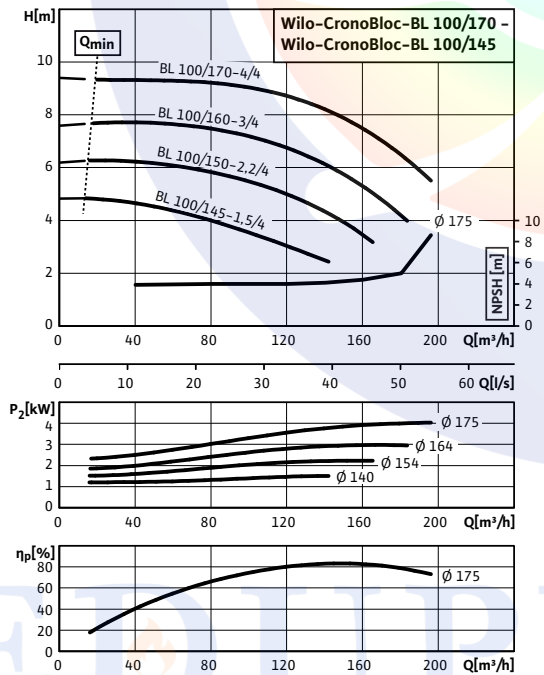 H[m]
Wilo-CronoBloc-BL 100/170 -
Wilo-CronoBloc-BL 100/145
Qmin
10
8
6
4
2
0
BL 100/170-4/4
BL 100/160-3/4
BL 100/150-2,2/4
BL 100/145-1,5/4
Ø 175
10
8
6
4
2
0
NPSH [m]
40
80
120
160
200
Q[m³/h]
0
10
20
30
40
50
60
Q[l/s]
P₂[kW]
4
3
2
1
0
Ø 175
Ø 164
Ø 154
Ø 140
0
40
80
120
160
200
Q[m³/h]
ηp[%]
80
60
40
20
0
Ø 175
0
40
80
120
160
200
Q[m³/h]
EDUP